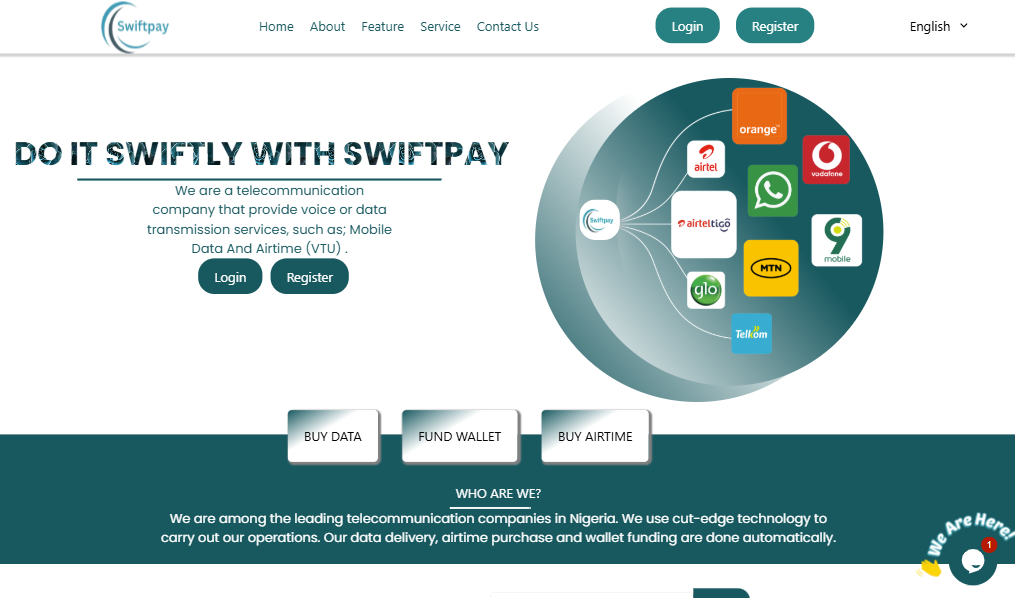 Swiftpay
Home
About
Feature
Service
Contact Us
Login
Register
English
DO IT SWIFTLY WITH SWIFTPAY
We are a telecommunication
company that provide voice or data
transmission services, such as; Mobile
Data And Airtime (VTU) .
Login
Register
orange™
airtel
vodafone
Swiftpay
airteltigo
9
mobile
MTN
glo
Telkom
BUY DATA
FUND WALLET
BUY AIRTIME
WHO ARE WE?
We are among the leading telecommunication companies in Nigeria. We use cut-edge technology to
carry out our operations. Our data delivery, airtime purchase and wallet funding are done automatically.
We Are Here!
1